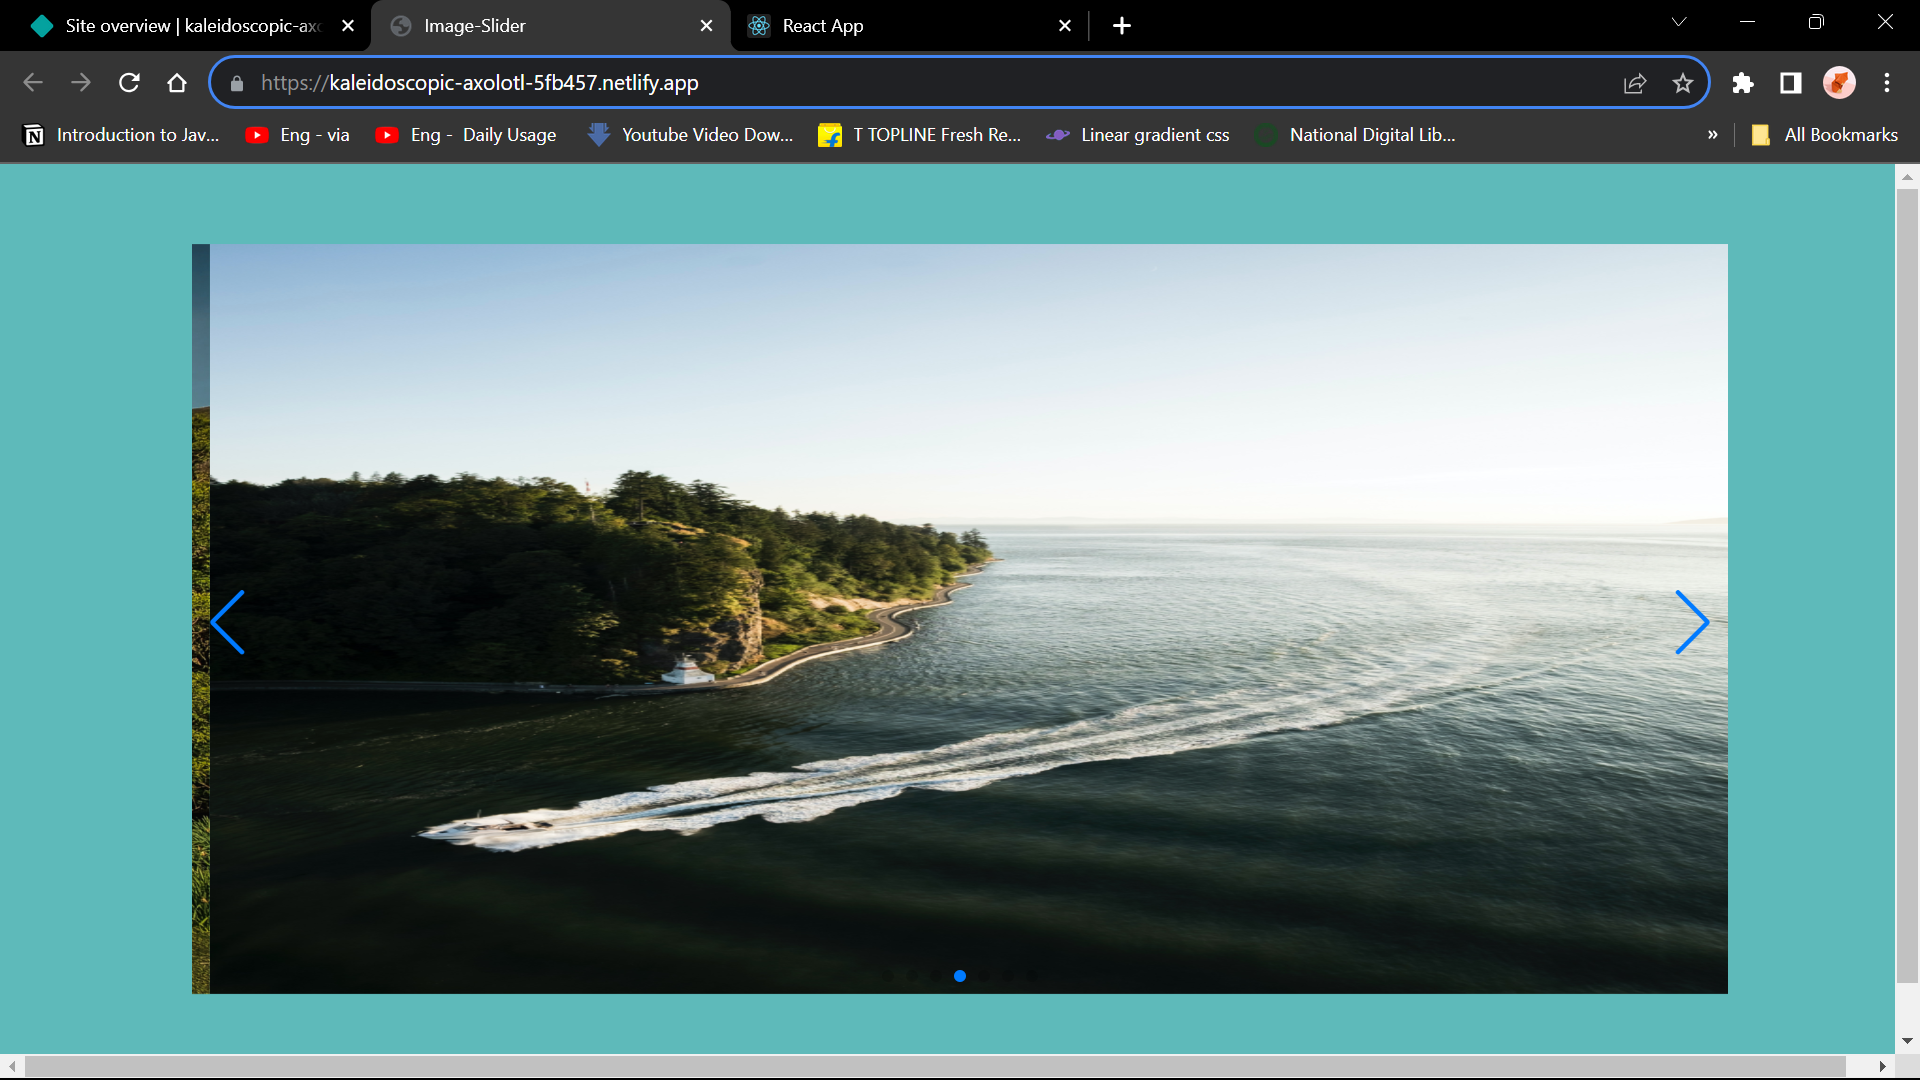 Site overview | kaleidoscopic-axo
Image-Slider
React App
https://kaleidoscopic-axolotl-5fb457.netlify.app
Introduction to Jav...
Eng - via
Eng - Daily Usage
Youtube Video Dow...
T TOPLINE Fresh Re...
Linear gradient css
National Digital Lib...
»
All Bookmarks